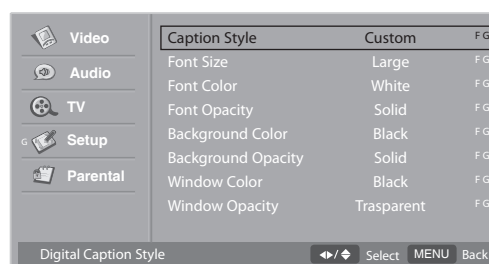 Video
Audio
TV
G Setup
Parental
Caption Style Custom F G
Font Size Large F G
Font Color White F G
Font Opacity Solid F G
Background Color Black F G
Background Opacity Solid F G
Window Color Black F G
Window Opacity Trasparent F G
Digital Caption Style ◀▶/◆ Select MENU Back